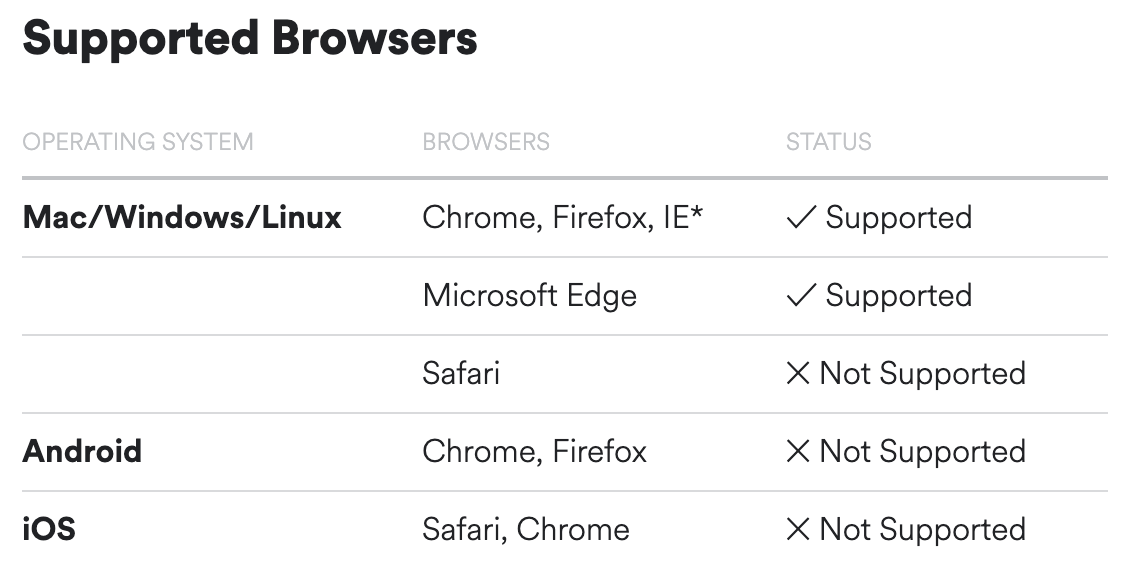 Supported Browsers
OPERATING SYSTEM BROWSERS STATUS
Mac/Windows/Linux Chrome, Firefox, IE* ✓ Supported
Microsoft Edge ✓ Supported
Safari ✕ Not Supported
Android Chrome, Firefox ✕ Not Supported
iOS Safari, Chrome ✕ Not Supported